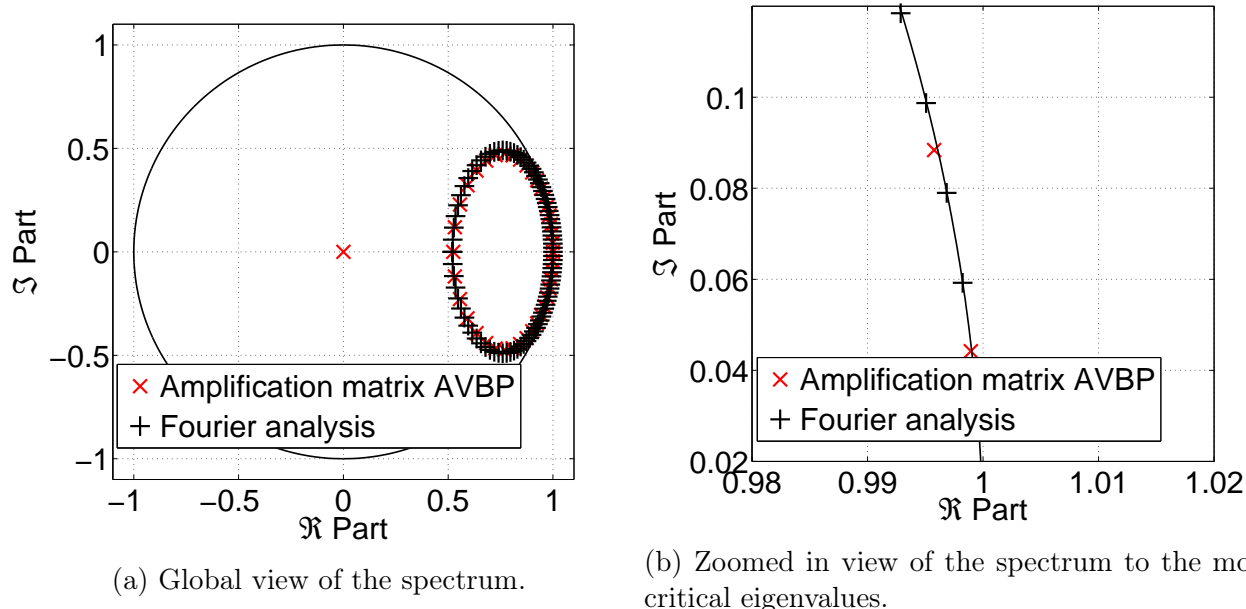 1
0.5
0
−0.5
−1
−1
−0.5
0
0.5
1
ℑ Part
ℜ Part
Amplification matrix AVBP
Fourier analysis
(a) Global view of the spectrum.
0.1
0.08
0.06
0.04
0.02
0.98
0.99
1
1.01
1.02
ℑ Part
ℜ Part
Amplification matrix AVBP
Fourier analysis
(b) Zoomed in view of the spectrum to the mo
critical eigenvalues.